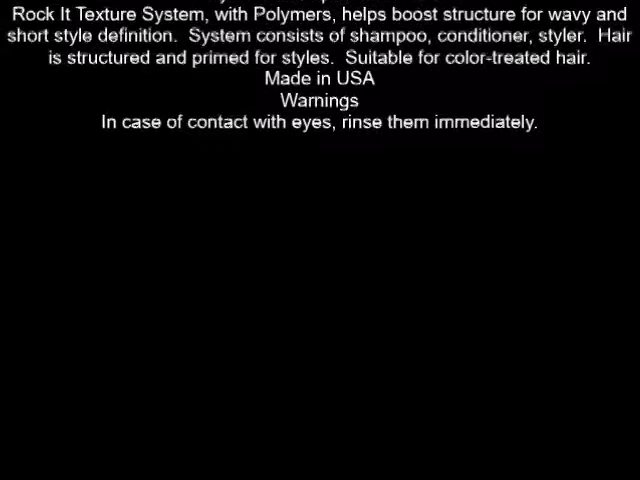 Rock It Texture System, with Polymers, helps boost structure for wavy and
short style definition.  System consists of shampoo, conditioner, styler.  Hair
is structured and primed for styles.  Suitable for color-treated hair.
Made in USA
Warnings
In case of contact with eyes, rinse them immediately.